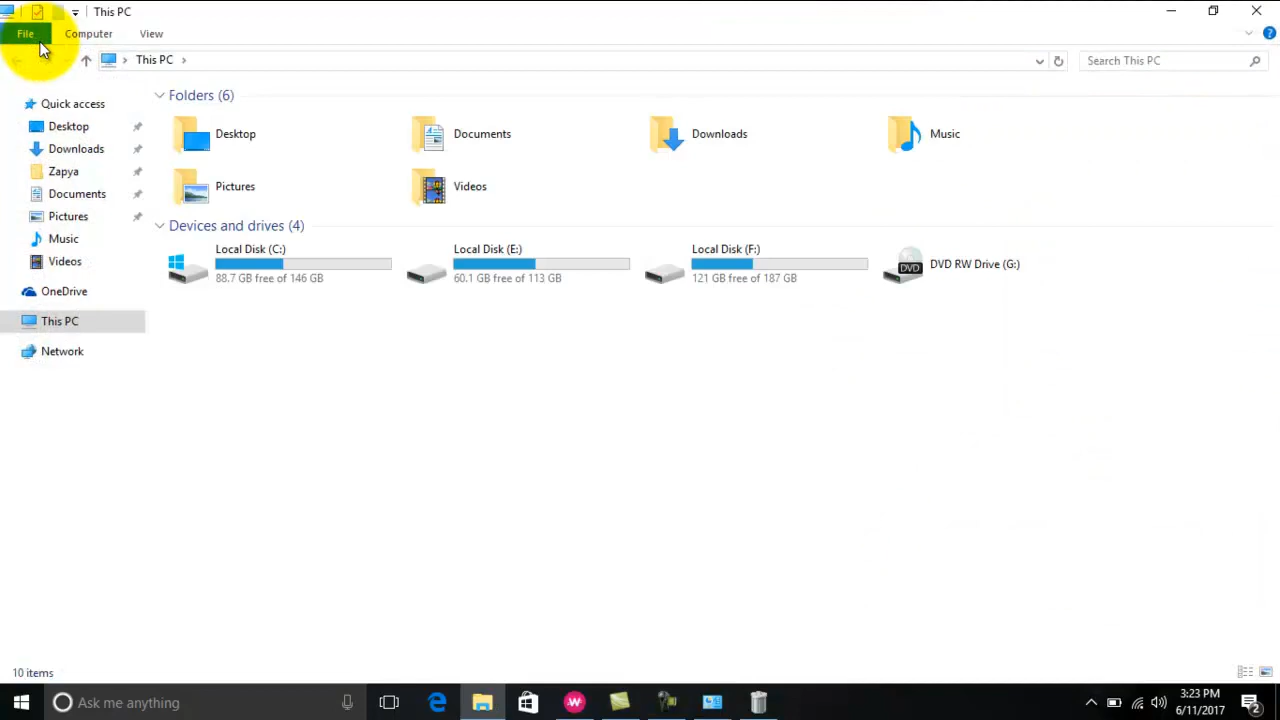 This PC
File Computer View
This PC
Search This PC
Quick access
Desktop
Downloads
Zapya
Documents
Pictures
Music
Videos
OneDrive
This PC
Network
Folders (6)
Desktop
Documents
Downloads
Music
Pictures
Videos
Devices and drives (4)
Local Disk (C:)
88.7 GB free of 146 GB
Local Disk (E:)
60.1 GB free of 113 GB
Local Disk (F:)
121 GB free of 187 GB
DVD
DVD RW Drive (G:)
10 items
Ask me anything
3:23 PM
6/11/2017
2